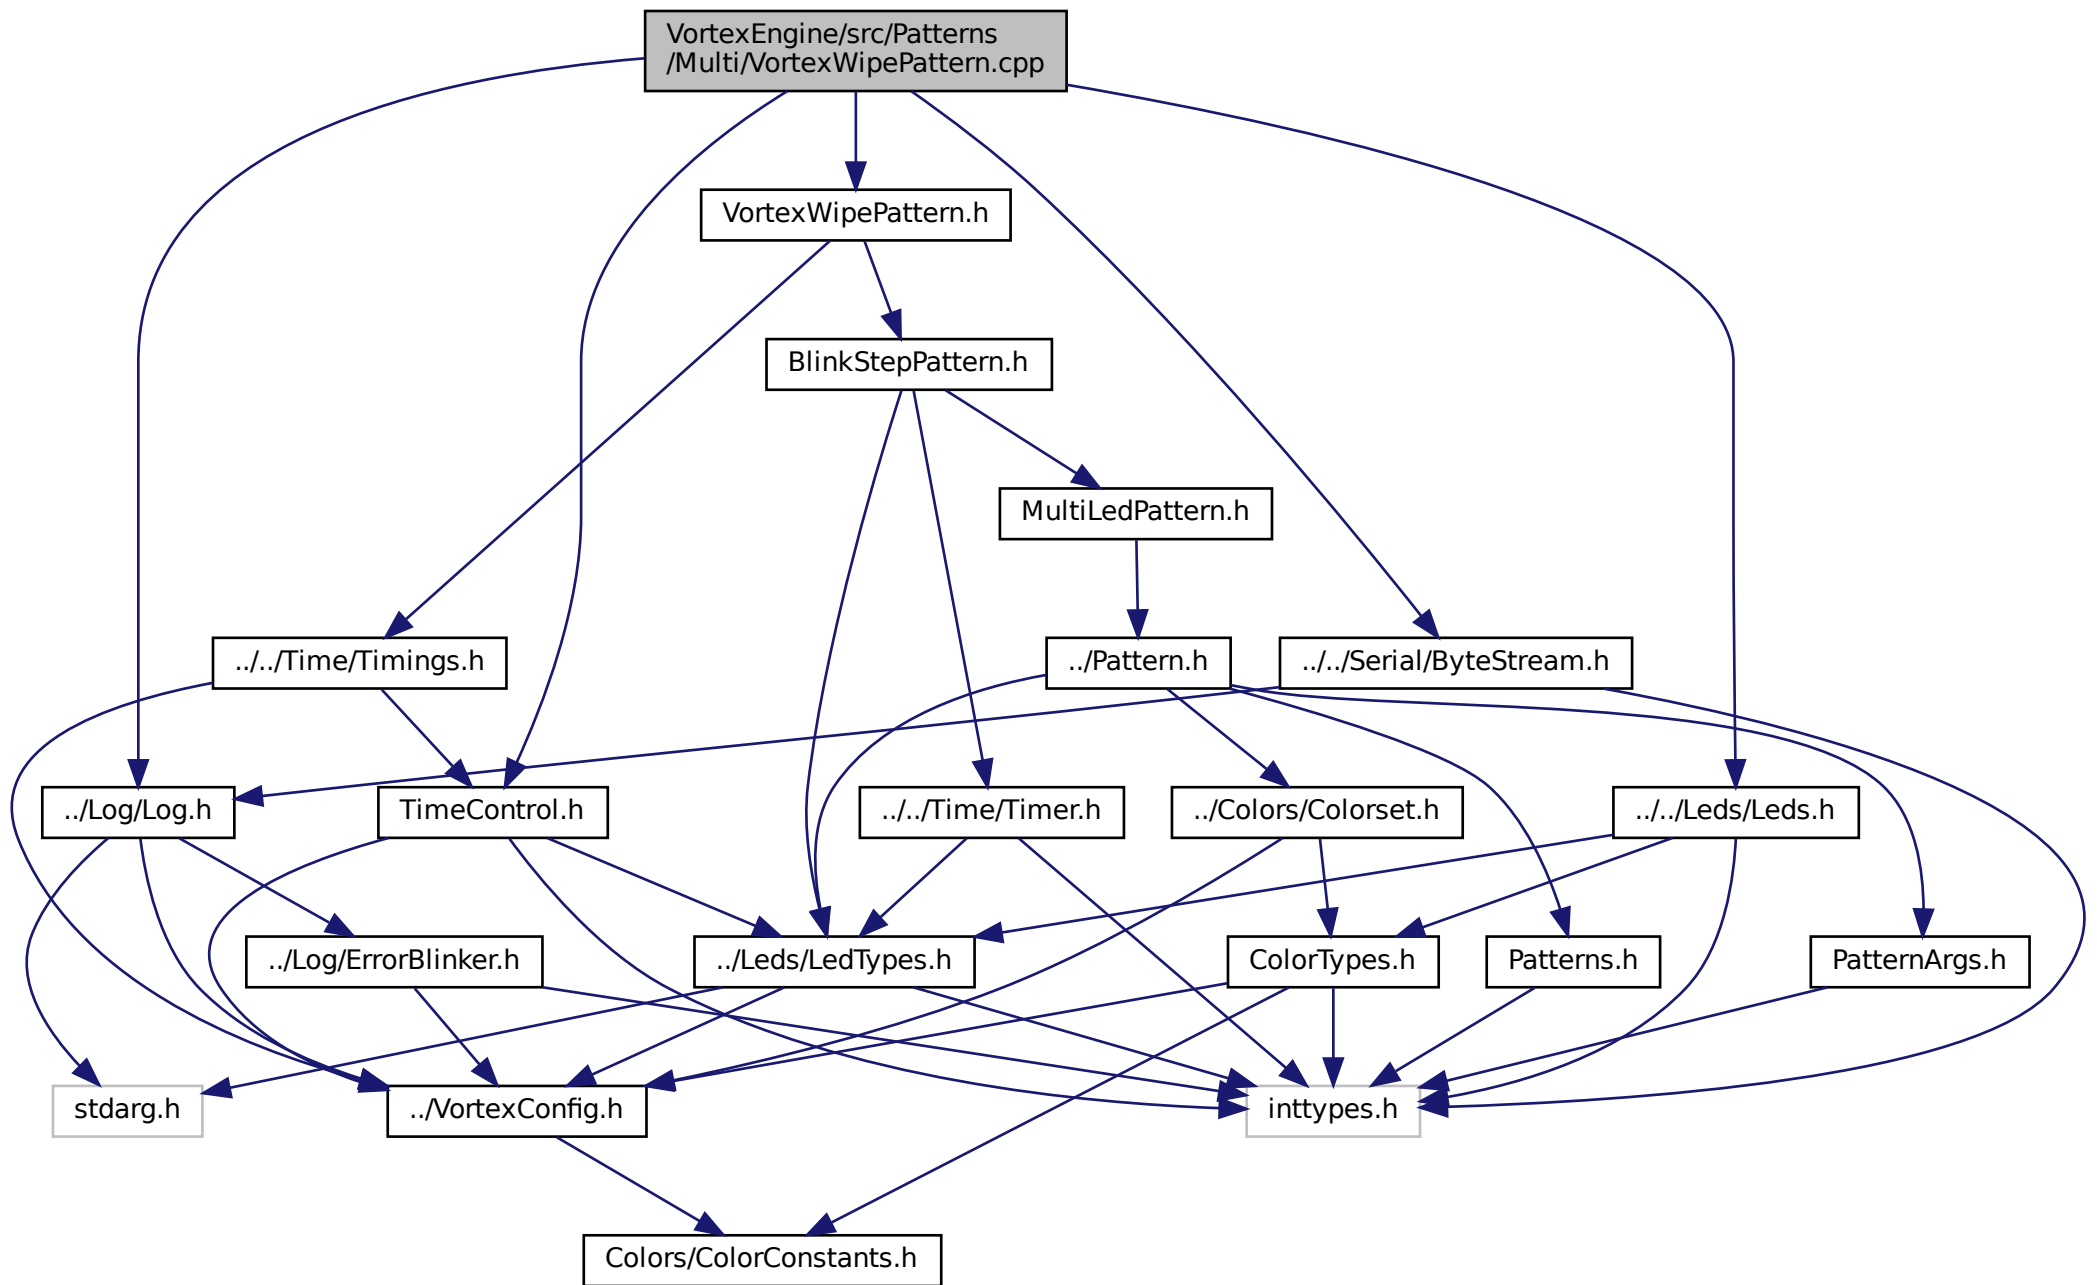 VortexEngine/src/Patterns
/Multi/VortexWipePattern.cpp
VortexWipePattern.h
BlinkStepPattern.h
MultiLedPattern.h
../../Time/Timings.h
../Pattern.h
../../Serial/ByteStream.h
../Log/Log.h
TimeControl.h
../../Time/Timer.h
../Colors/Colorset.h
../../Leds/Leds.h
../Log/ErrorBlinker.h
../Leds/LedTypes.h
ColorTypes.h
Patterns.h
PatternArgs.h
stdarg.h
../VortexConfig.h
inttypes.h
Colors/ColorConstants.h